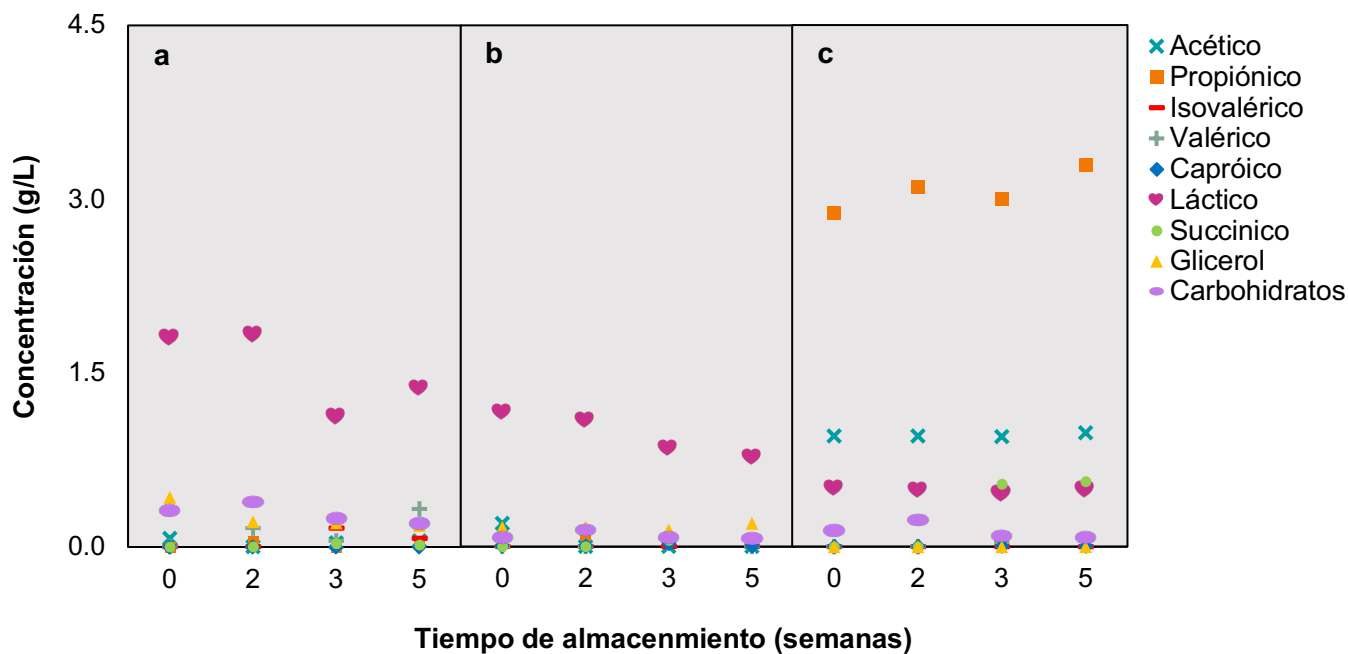 4.5
3.0
1.5
0.0
Concentración (g/L)
a
b
c
0 2 3 5 0 2 3 5 0 2 3 5
Tiempo de almacenmiento (semanas)
Acético
Propiónico
Isovalérico
Valérico
Capróico
Láctico
Succinico
Glicerol
Carbohidratos